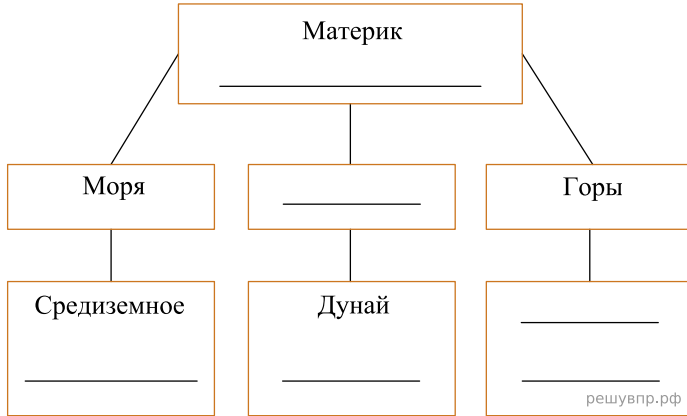 Материк
Моря
Горы
Средиземное
Дунай
решувпр.рф